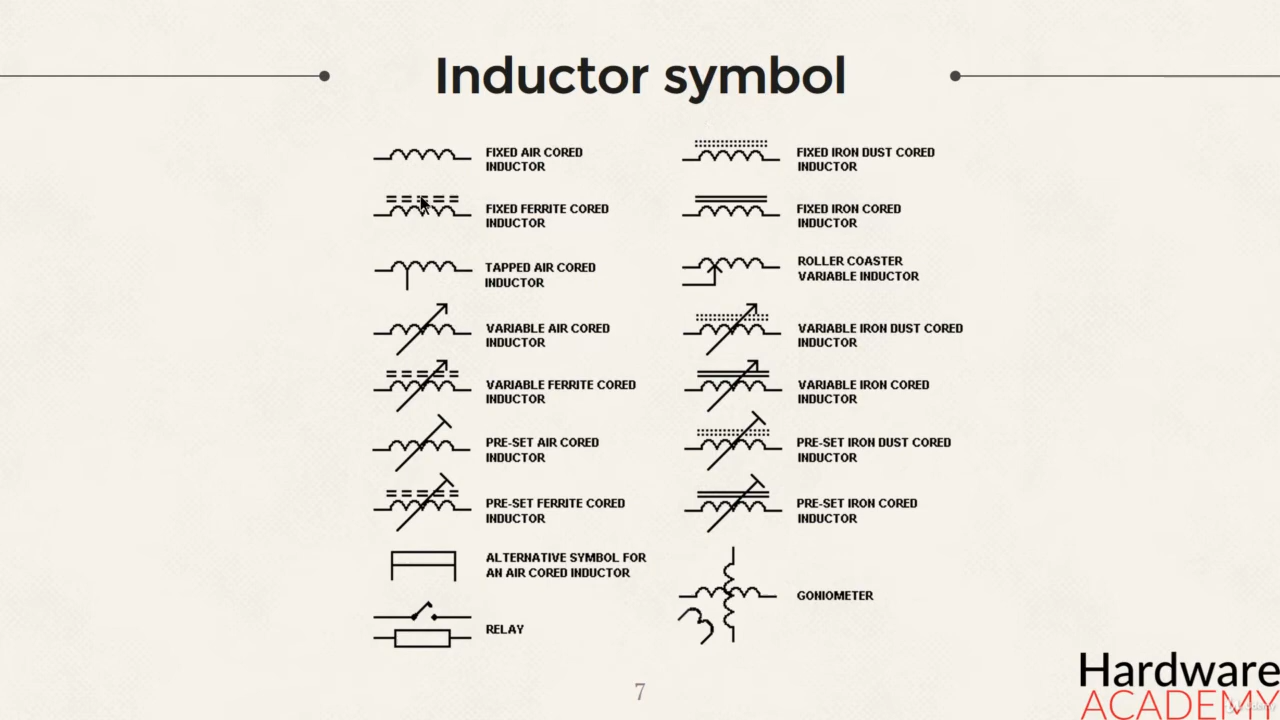 Inductor symbol
FIXED AIR CORED
INDUCTOR
FIXED IRON DUST CORED
INDUCTOR
FIXED FERRITE CORED
INDUCTOR
FIXED IRON CORED
INDUCTOR
TAPPED AIR CORED
INDUCTOR
ROLLER COASTER
VARIABLE INDUCTOR
VARIABLE AIR CORED
INDUCTOR
VARIABLE IRON DUST CORED
INDUCTOR
VARIABLE FERRITE CORED
INDUCTOR
VARIABLE IRON CORED
INDUCTOR
PRE-SET AIR CORED
INDUCTOR
PRE-SET IRON DUST CORED
INDUCTOR
PRE-SET FERRITE CORED
INDUCTOR
PRE-SET IRON CORED
INDUCTOR
ALTERNATIVE SYMBOL FOR
AN AIR CORED INDUCTOR
GONIOMETER
RELAY
7
Hardware
ACADEMY